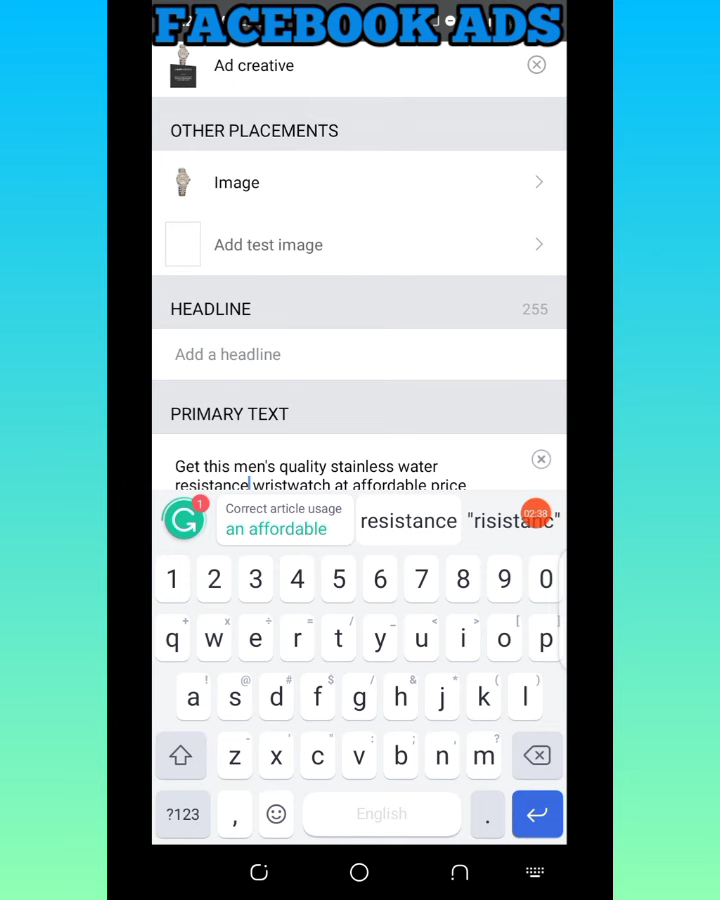 FACEBOOK ADS
Ad creative
OTHER PLACEMENTS
Image
Add test image
HEADLINE 255
Add a headline
PRIMARY TEXT
Get this men's quality stainless water
resistance wristwatch at affordable price
1
Correct article usage
an affordable
resistance
"risistanc"
02:38
1 2 3 4 5 6 7 8 9 0
+ x ÷ = / _ < > [ ]
q w e r t y u i o p
! @ # $ / & * ( )
a s d f g h j k l
- ' " : ; , ?
z x c v b n m
?123 , English .